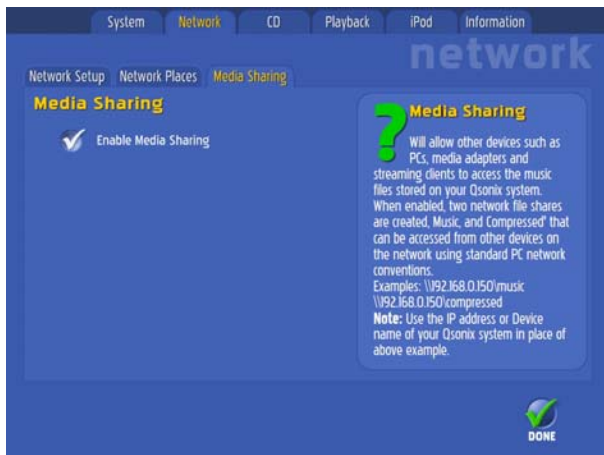 System Network CD Playback iPod Information
network
Network Setup Network Places Media Sharing
Media Sharing
Enable Media Sharing
?
Media Sharing
Will allow other devices such as
PCs, media adapters and
streaming clients to access the music
files stored on your Qsonix system.
When enabled, two network file shares
are created, Music, and Compressed' that
can be accessed from other devices on
the network using standard PC network
conventions.
Examples: \\192.168.0.150\music
\\192.168.0.150\compressed
Note: Use the IP address or Device
name of your Qsonix system in place of
above example.
DONE